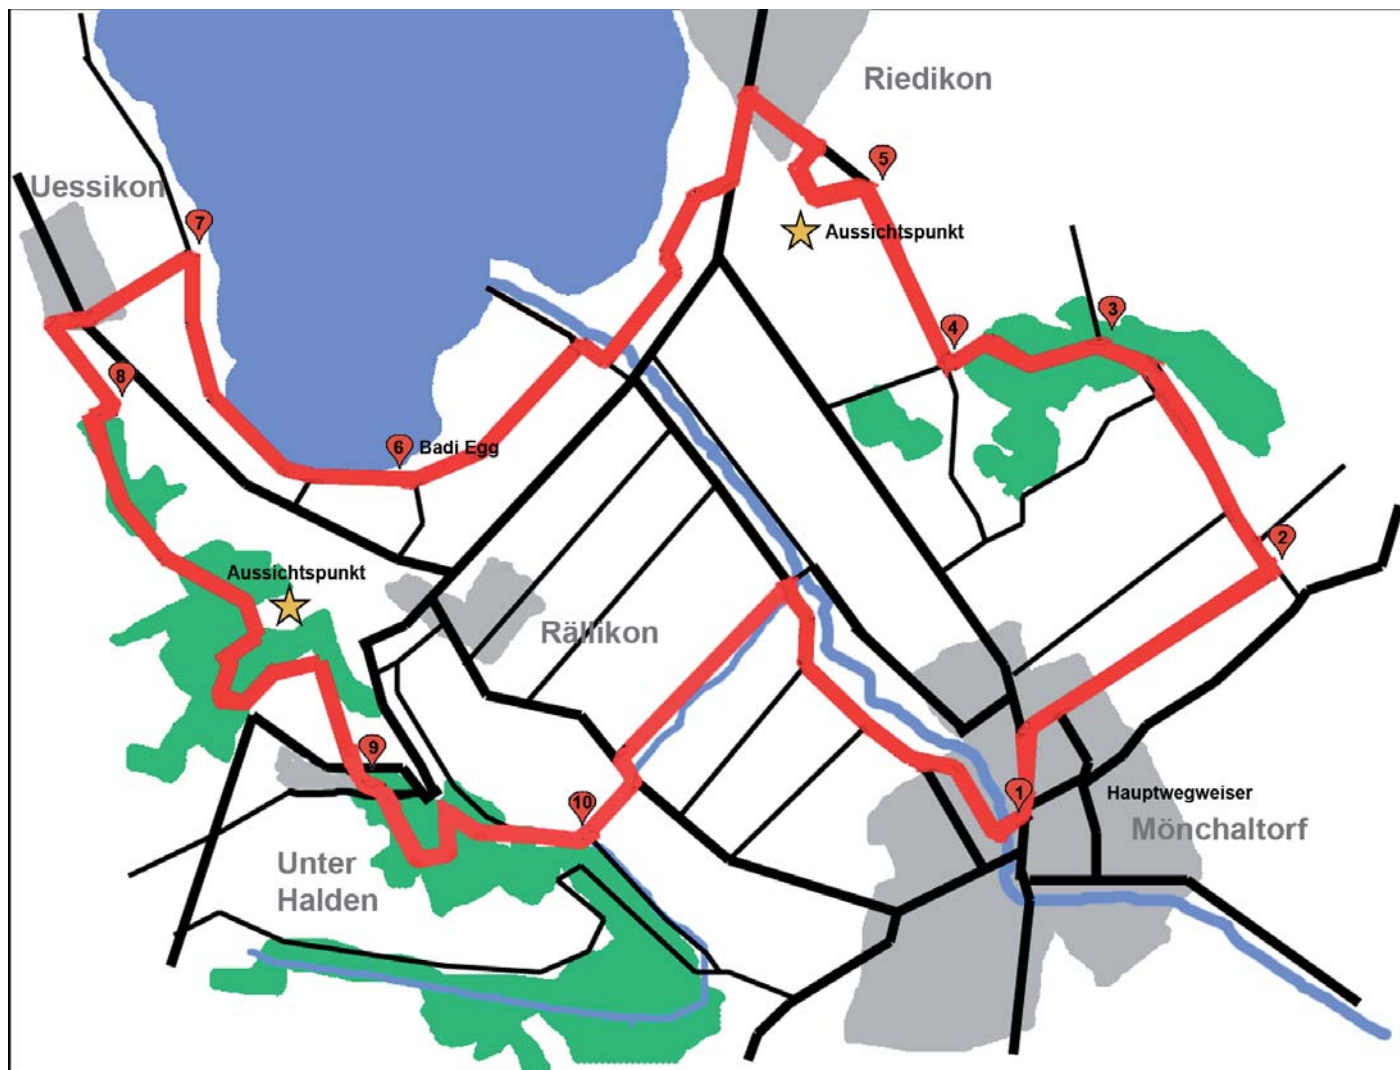 Riedikon
5
Uessikon
7
Aussichtspunkt
3
4
8
6 Badi Egg
2
Aussichtspunkt
Rällikon
9
10
1
Hauptwegweiser
Mönchaltorf
Unter
Halden